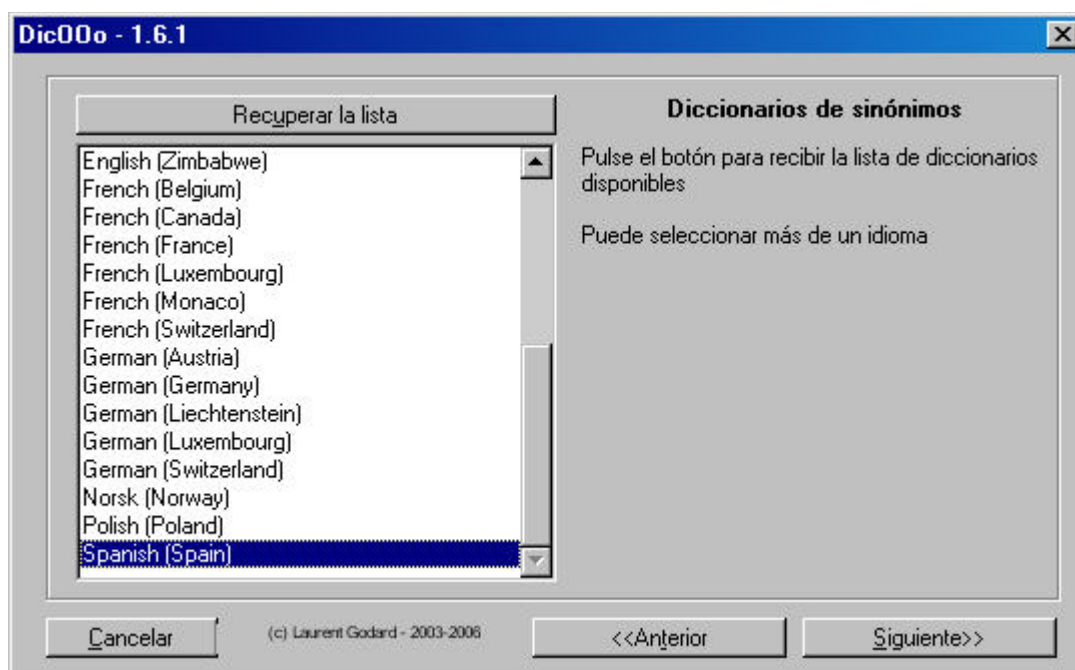 DicOOo - 1.6.1
Recuperar la lista
English (Zimbabwe)
French (Belgium)
French (Canada)
French (France)
French (Luxembourg)
French (Monaco)
French (Switzerland)
German (Austria)
German (Germany)
German (Liechtenstein)
German (Luxembourg)
German (Switzerland)
Norsk (Norway)
Polish (Poland)
Spanish (Spain)
Diccionarios de sinónimos
Pulse el botón para recibir la lista de diccionarios
disponibles
Puede seleccionar más de un idioma
Cancelar
(c) Laurent Godard - 2003-2006
<<Anterior
Siguiente>>